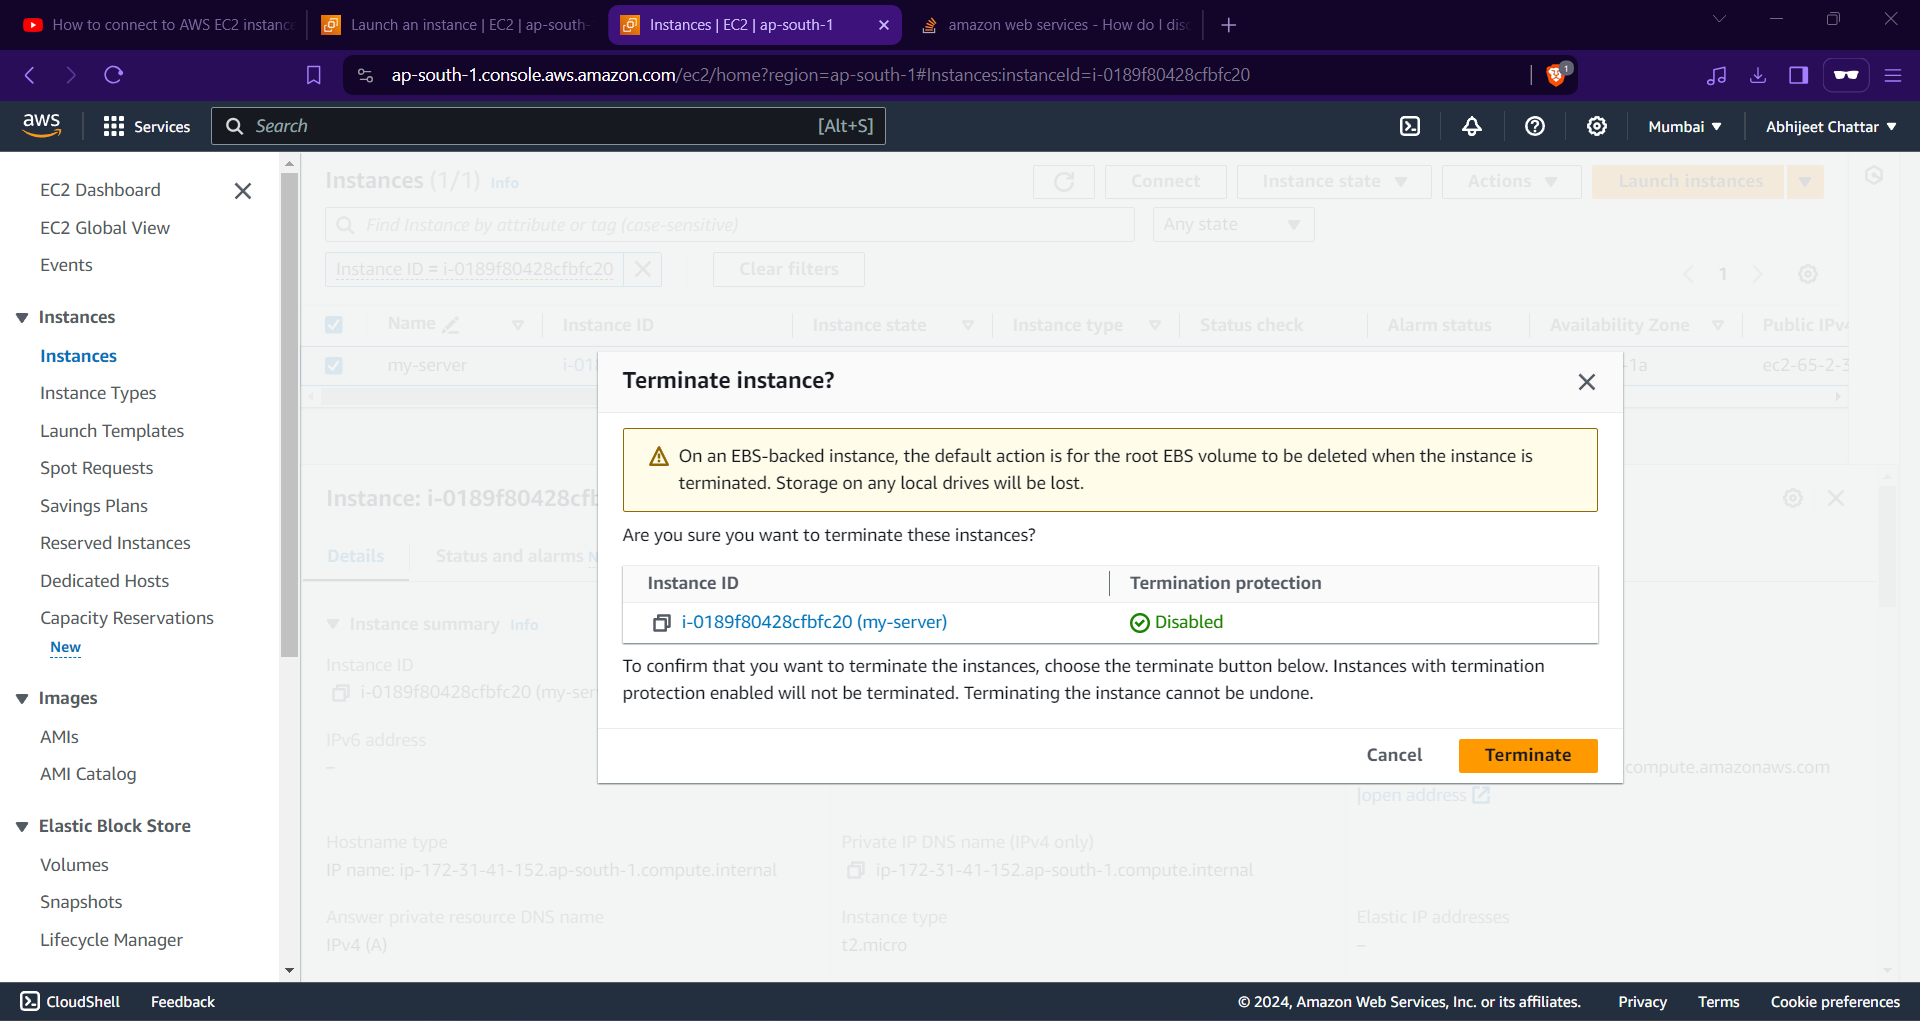 How to connect to AWS EC2 instance
Launch an instance | EC2 | ap-south-
Instances | EC2 | ap-south-1
amazon web services - How do I disc
ap-south-1.console.aws.amazon.com/ec2/home?region=ap-south-1#Instances:instanceId=i-0189f80428cfbfc20
1
aws
Services
Search
[Alt+S]
Mumbai
Abhijeet Chattar
EC2 Dashboard
EC2 Global View
Events
Instances
Instances
Instance Types
Launch Templates
Spot Requests
Savings Plans
Reserved Instances
Dedicated Hosts
Capacity Reservations
New
Images
AMIs
AMI Catalog
Elastic Block Store
Volumes
Snapshots
Lifecycle Manager
Instances (1/1) Info
Connect
Instance state
Actions
Launch instances
Find Instance by attribute or tag (case-sensitive)
Any state
Instance ID = i-0189f80428cfbfc20
Clear filters
1
Name
Instance ID
Instance state
Instance type
Status check
Alarm status
Availability Zone
Public IPv4
my-server
i-018
-1a
ec2-65-2-3
Instance: i-0189f80428cfb
Details
Status and alarms N
Instance summary Info
Instance ID
i-0189f80428cfbfc20 (my-ser
IPv6 address
–
Terminate instance?
On an EBS-backed instance, the default action is for the root EBS volume to be deleted when the instance is
terminated. Storage on any local drives will be lost.
Are you sure you want to terminate these instances?
Instance ID
Termination protection
i-0189f80428cfbfc20 (my-server)
Disabled
To confirm that you want to terminate the instances, choose the terminate button below. Instances with termination
protection enabled will not be terminated. Terminating the instance cannot be undone.
Cancel
Terminate
compute.amazonaws.com
|open address
Hostname type
IP name: ip-172-31-41-152.ap-south-1.compute.internal
Private IP DNS name (IPv4 only)
ip-172-31-41-152.ap-south-1.compute.internal
Answer private resource DNS name
IPv4 (A)
Instance type
t2.micro
Elastic IP addresses
–
CloudShell
Feedback
© 2024, Amazon Web Services, Inc. or its affiliates.
Privacy
Terms
Cookie preferences